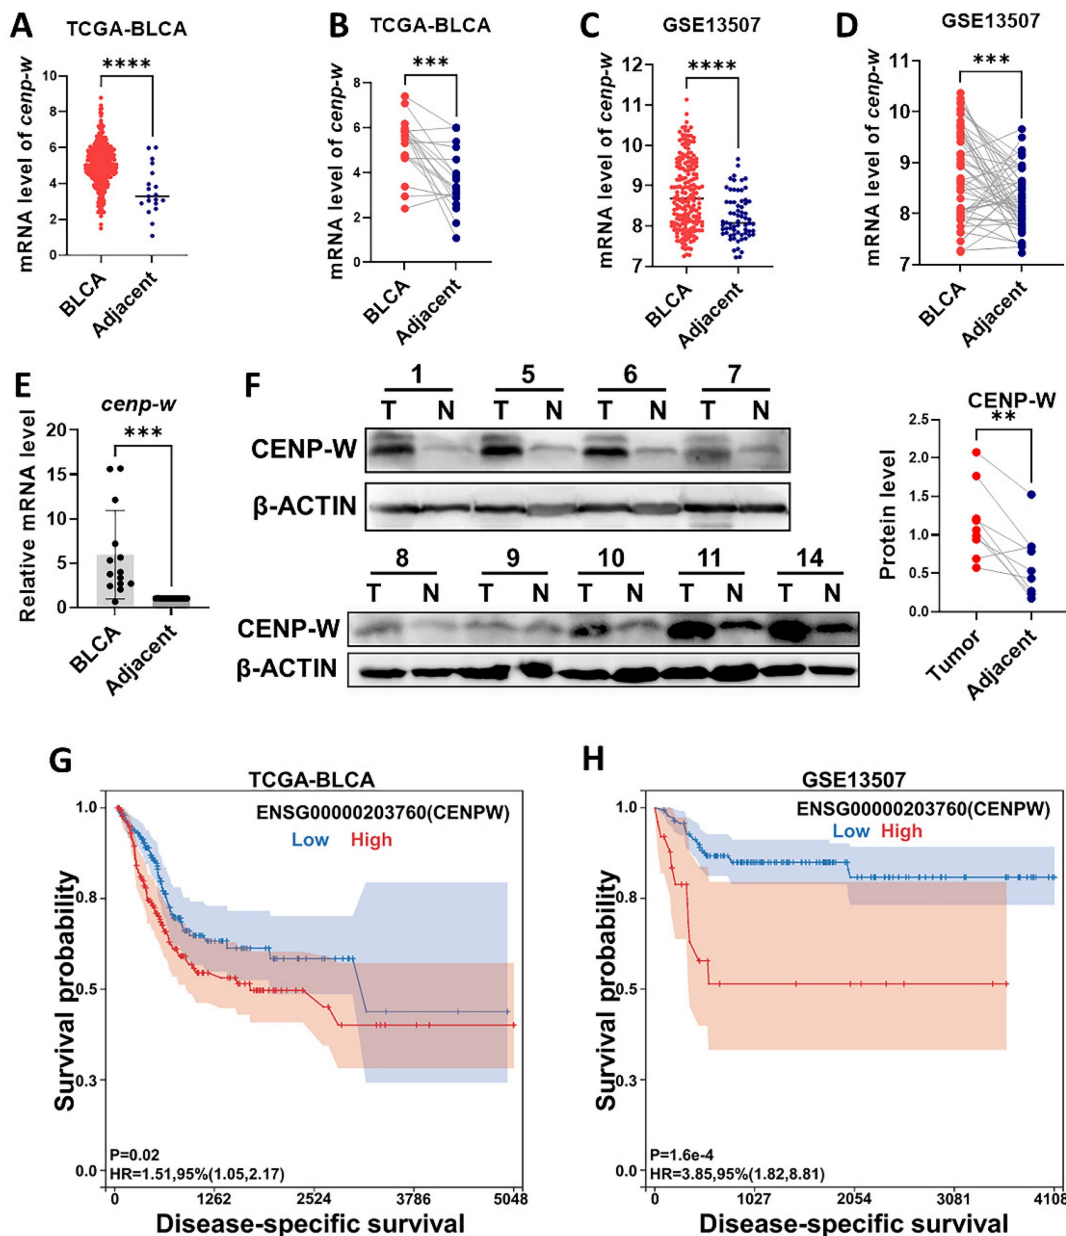 A
TCGA-BLCA
****
mRNA level of cenp-w
10
8
6
4
2
0
BLCA
Adjacent
B
TCGA-BLCA
***
mRNA level of cenp-w
8
6
4
2
0
BLCA
Adjacent
C
GSE13507
****
mRNA level of cenp-w
12
11
10
9
8
7
BLCA
Adjacent
D
GSE13507
***
mRNA level of cenp-w
11
10
9
8
7
BLCA
Adjacent
E
cenp-w
***
Relative mRNA level
20
15
10
5
0
BLCA
Adjacent
F
1 5 6 7
T N T N T N T N
CENP-W
β-ACTIN
8 9 10 11 14
T N T N T N T N T N
CENP-W
β-ACTIN
CENP-W
**
Protein level
2.5
2.0
1.5
1.0
0.5
0.0
Tumor
Adjacent
G
TCGA-BLCA
ENSG00000203760(CENPW)
Low High
Survival probability
1.0
0.8
0.5
0.3
0.0
P=0.02
HR=1.51,95%(1.05,2.17)
0 1262 2524 3786 5048
Disease-specific survival
H
GSE13507
ENSG00000203760(CENPW)
Low High
Survival probability
1.0
0.8
0.5
0.3
0.0
P=1.6e-4
HR=3.85,95%(1.82,8.81)
0 1027 2054 3081 4108
Disease-specific survival